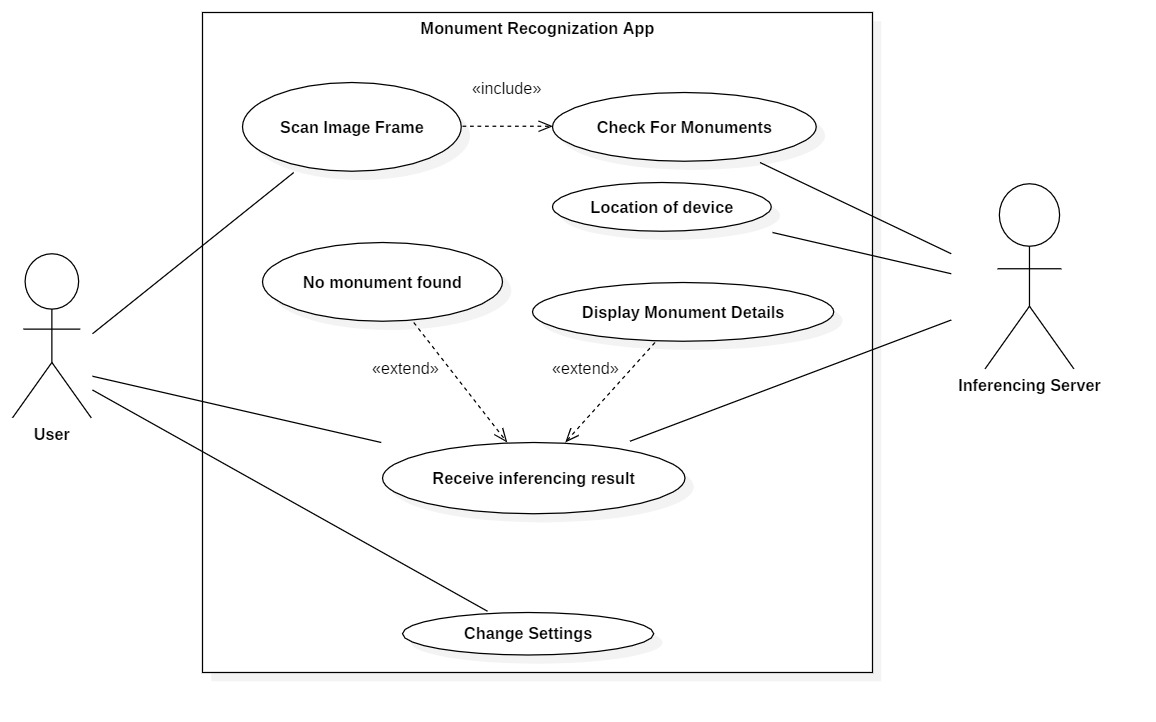 Monument Recognization App
«include»
Scan Image Frame
Check For Monuments
Location of device
No monument found
Display Monument Details
«extend»
«extend»
Inferencing Server
User
Receive inferencing result
Change Settings